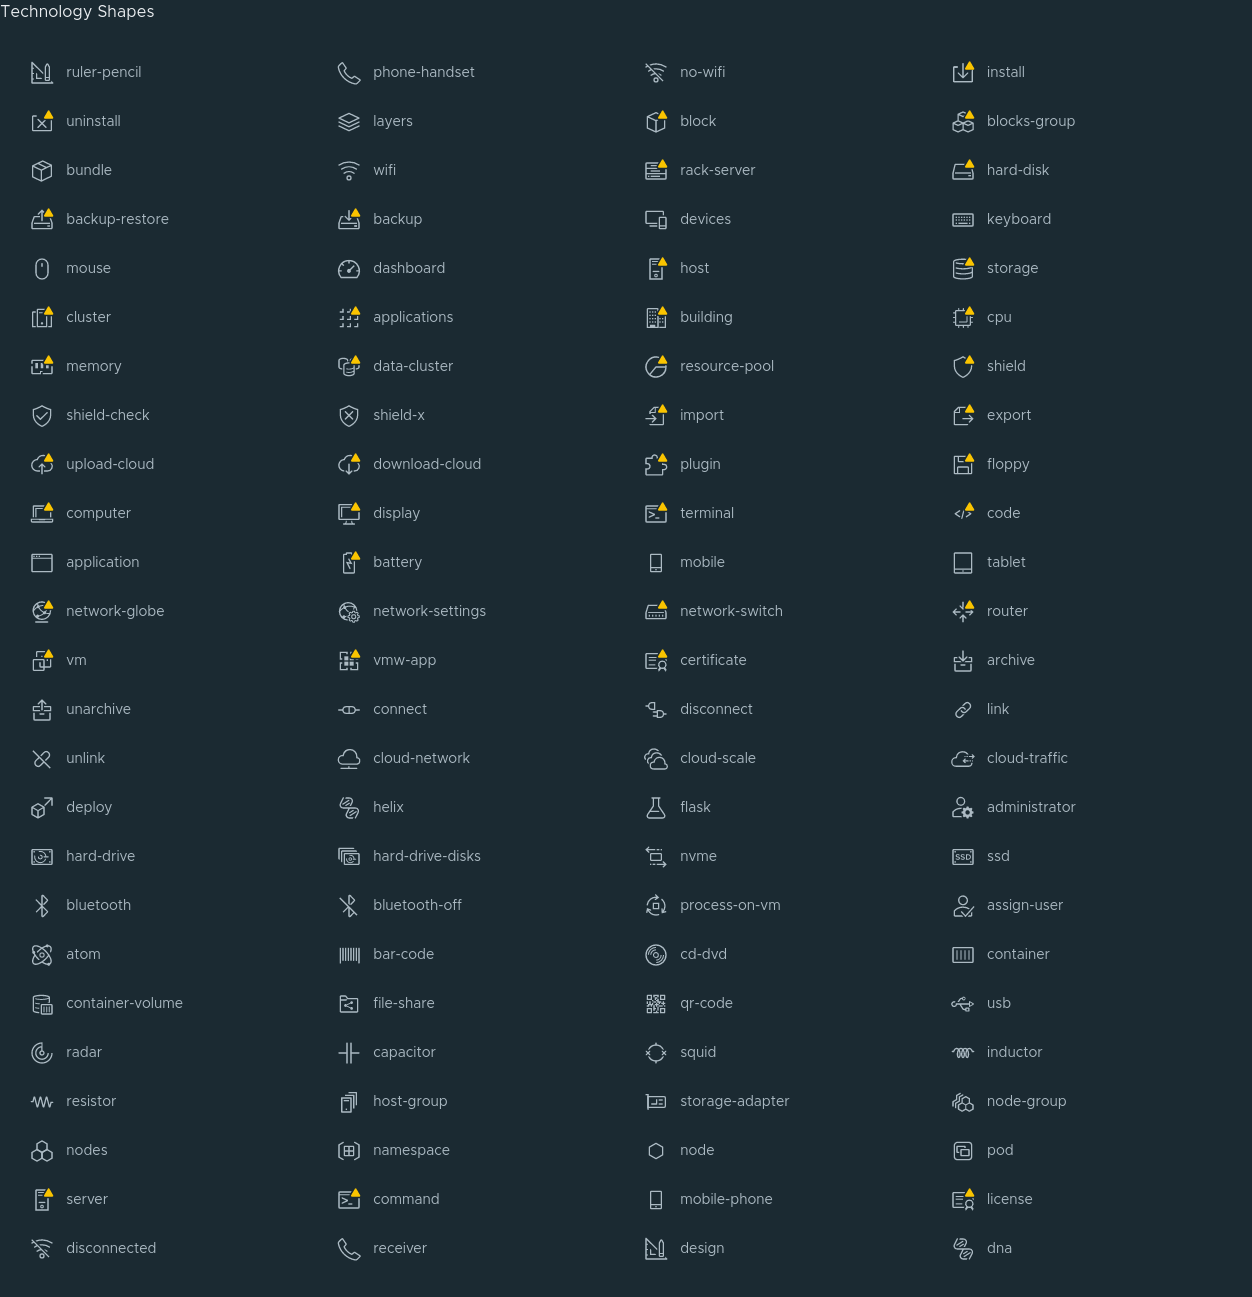 Technology Shapes
ruler-pencil phone-handset no-wifi install
uninstall layers block blocks-group
bundle wifi rack-server hard-disk
backup-restore backup devices keyboard
mouse dashboard host storage
cluster applications building cpu
memory data-cluster resource-pool shield
shield-check shield-x import export
upload-cloud download-cloud plugin floppy
computer display terminal code
application battery mobile tablet
network-globe network-settings network-switch router
vm vmw-app certificate archive
unarchive connect disconnect link
unlink cloud-network cloud-scale cloud-traffic
deploy helix flask administrator
hard-drive hard-drive-disks nvme SSD ssd
bluetooth bluetooth-off process-on-vm assign-user
atom bar-code cd-dvd container
container-volume file-share qr-code usb
radar capacitor squid inductor
resistor host-group storage-adapter node-group
nodes namespace node pod
server command mobile-phone license
disconnected receiver design dna